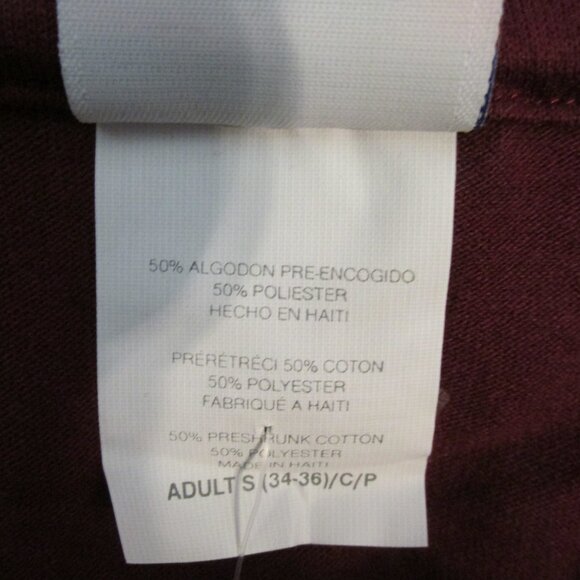 50% ALGODON PRE-ENCOGIDO
50% POLIESTER
HECHO EN HAITI
PRÉRÉTRÉCI 50% COTON
50% POLYESTER
FABRIQUÉ A HAITI
50% PRESHRUNK COTTON
50% POLYESTER
MADE IN HAITI
ADULT S (34-36)/C/P